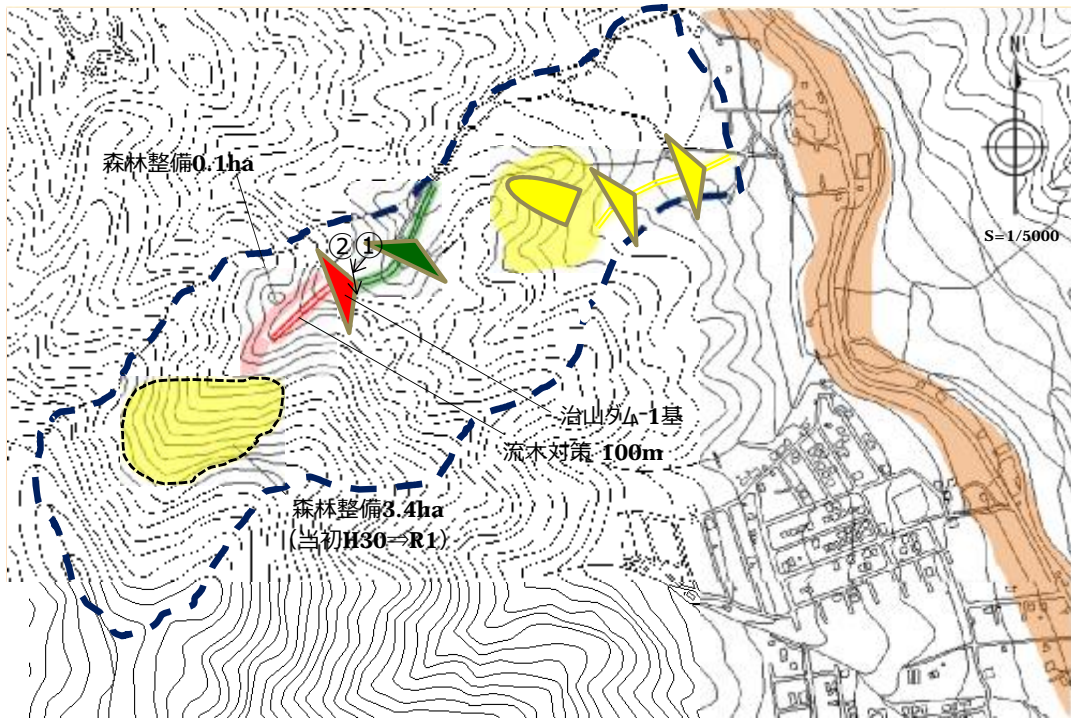 N
森林整備0.1ha
S=1/5000
②①
治山ダム 1基
流木対策 100m
森林整備3.4ha
(当初H30⇒R1)